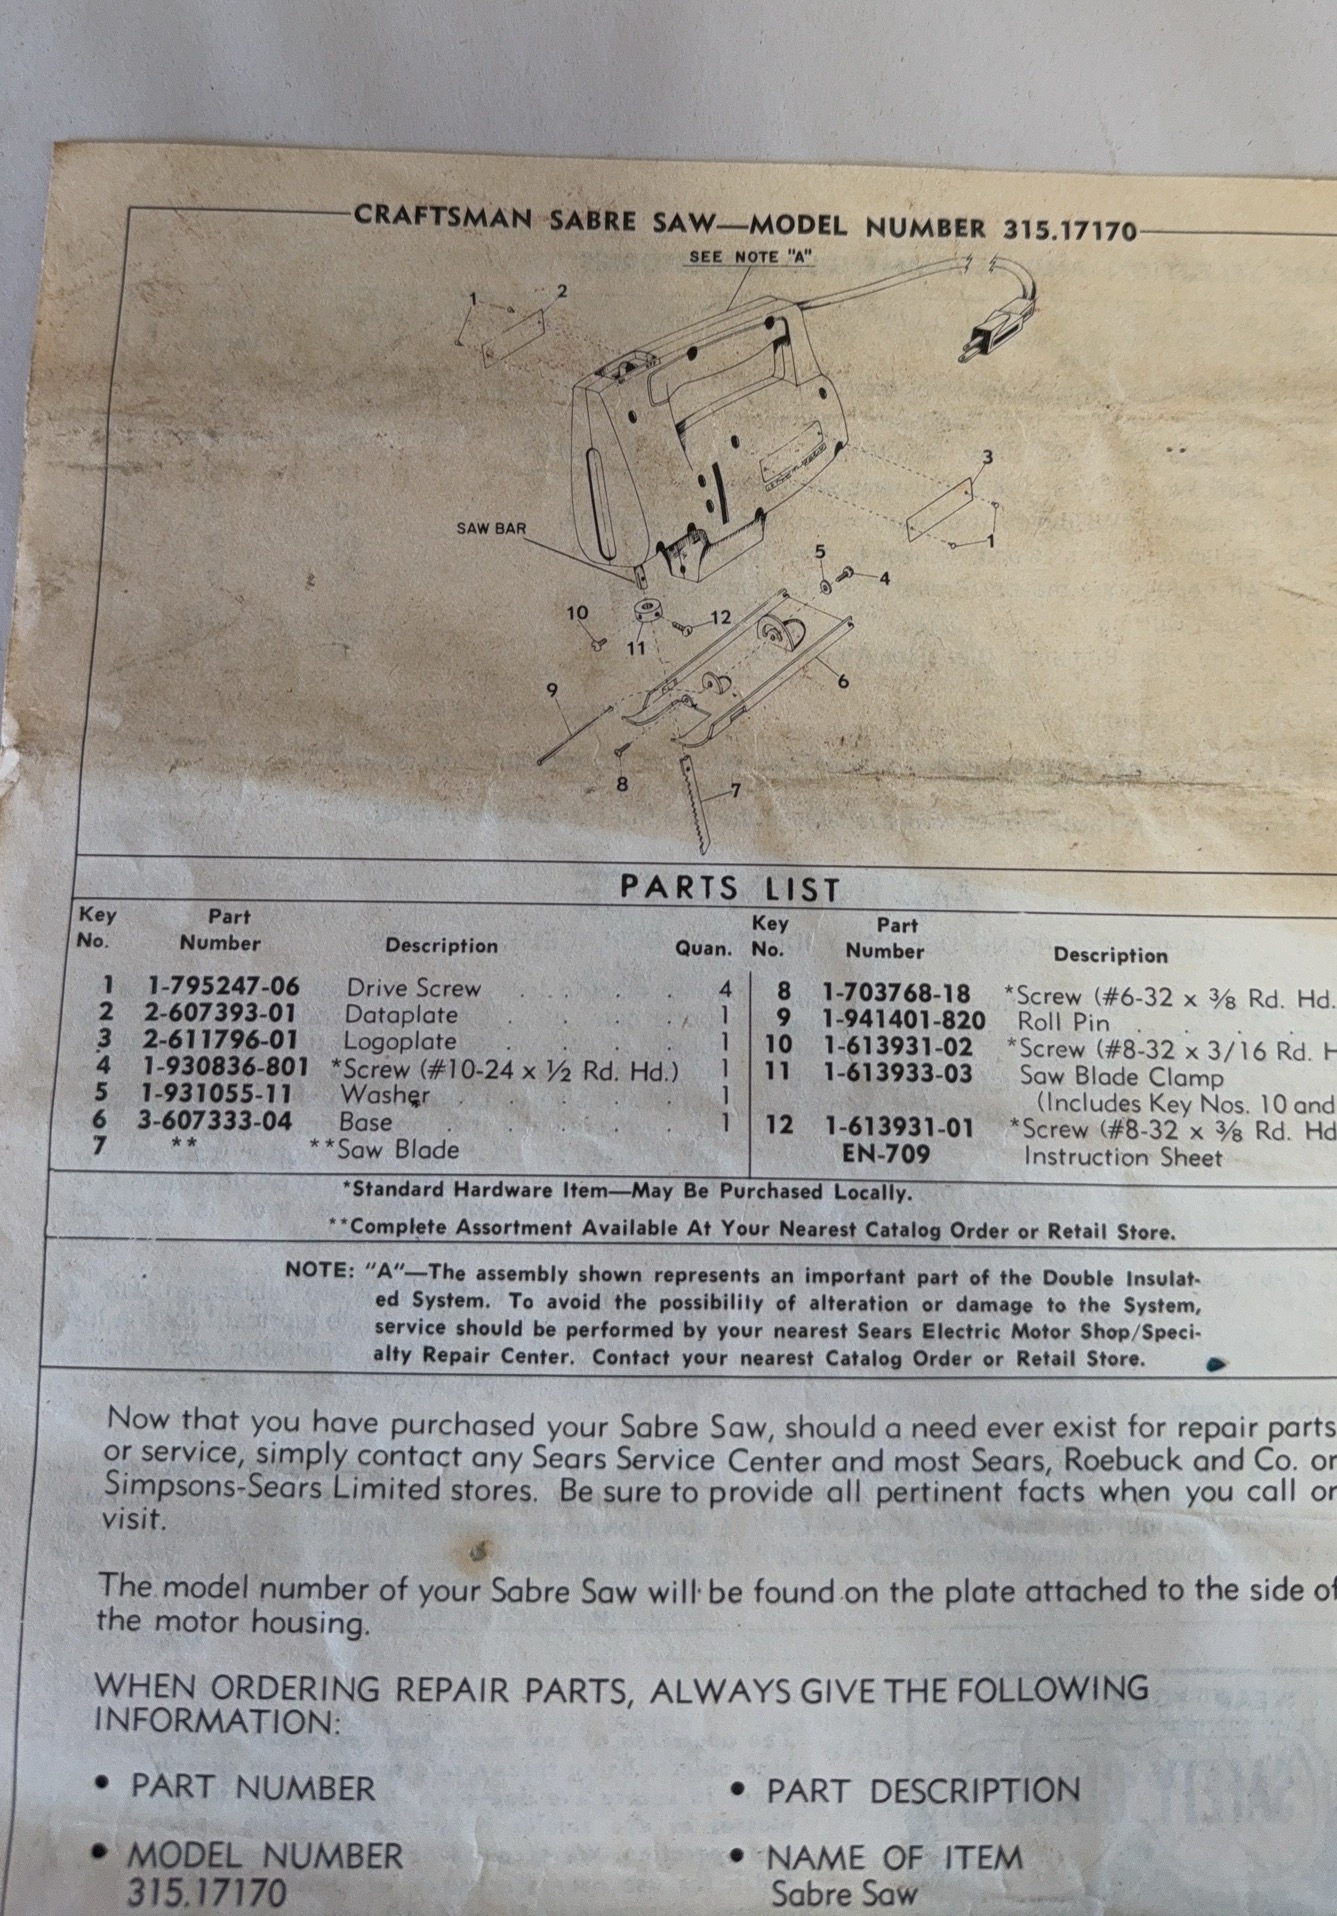 CRAFTSMAN SABRE SAW—MODEL NUMBER 315.17170
SEE NOTE "A"
1
2
3
1
SAW BAR
5
4
10
11
12
6
9
8
7
PARTS LIST
Key No. Part Number Description Quan.
1 1-795247-06 Drive Screw . . . . 4
2 2-607393-01 Dataplate . . . . 1
3 2-611796-01 Logoplate . . . . 1
4 1-930836-801 *Screw (#10-24 x ½ Rd. Hd.) 1
5 1-931055-11 Washer . . . . 1
6 3-607333-04 Base . . . . 1
7 ** **Saw Blade
Key No. Part Number Description
8 1-703768-18 *Screw (#6-32 x ⅜ Rd. Hd.
9 1-941401-820 Roll Pin . . . .
10 1-613931-02 *Screw (#8-32 x 3/16 Rd. H
11 1-613933-03 Saw Blade Clamp
(Includes Key Nos. 10 and
12 1-613931-01 *Screw (#8-32 x ⅜ Rd. Hd
EN-709 Instruction Sheet
*Standard Hardware Item—May Be Purchased Locally.
**Complete Assortment Available At Your Nearest Catalog Order or Retail Store.
NOTE: "A"—The assembly shown represents an important part of the Double Insulat-
ed System. To avoid the possibility of alteration or damage to the System,
service should be performed by your nearest Sears Electric Motor Shop/Speci-
alty Repair Center. Contact your nearest Catalog Order or Retail Store.
Now that you have purchased your Sabre Saw, should a need ever exist for repair parts
or service, simply contact any Sears Service Center and most Sears, Roebuck and Co. or
Simpsons-Sears Limited stores. Be sure to provide all pertinent facts when you call or
visit.
The model number of your Sabre Saw will be found on the plate attached to the side of
the motor housing.
WHEN ORDERING REPAIR PARTS, ALWAYS GIVE THE FOLLOWING
INFORMATION:
• PART NUMBER • PART DESCRIPTION
• MODEL NUMBER • NAME OF ITEM
315.17170 Sabre Saw